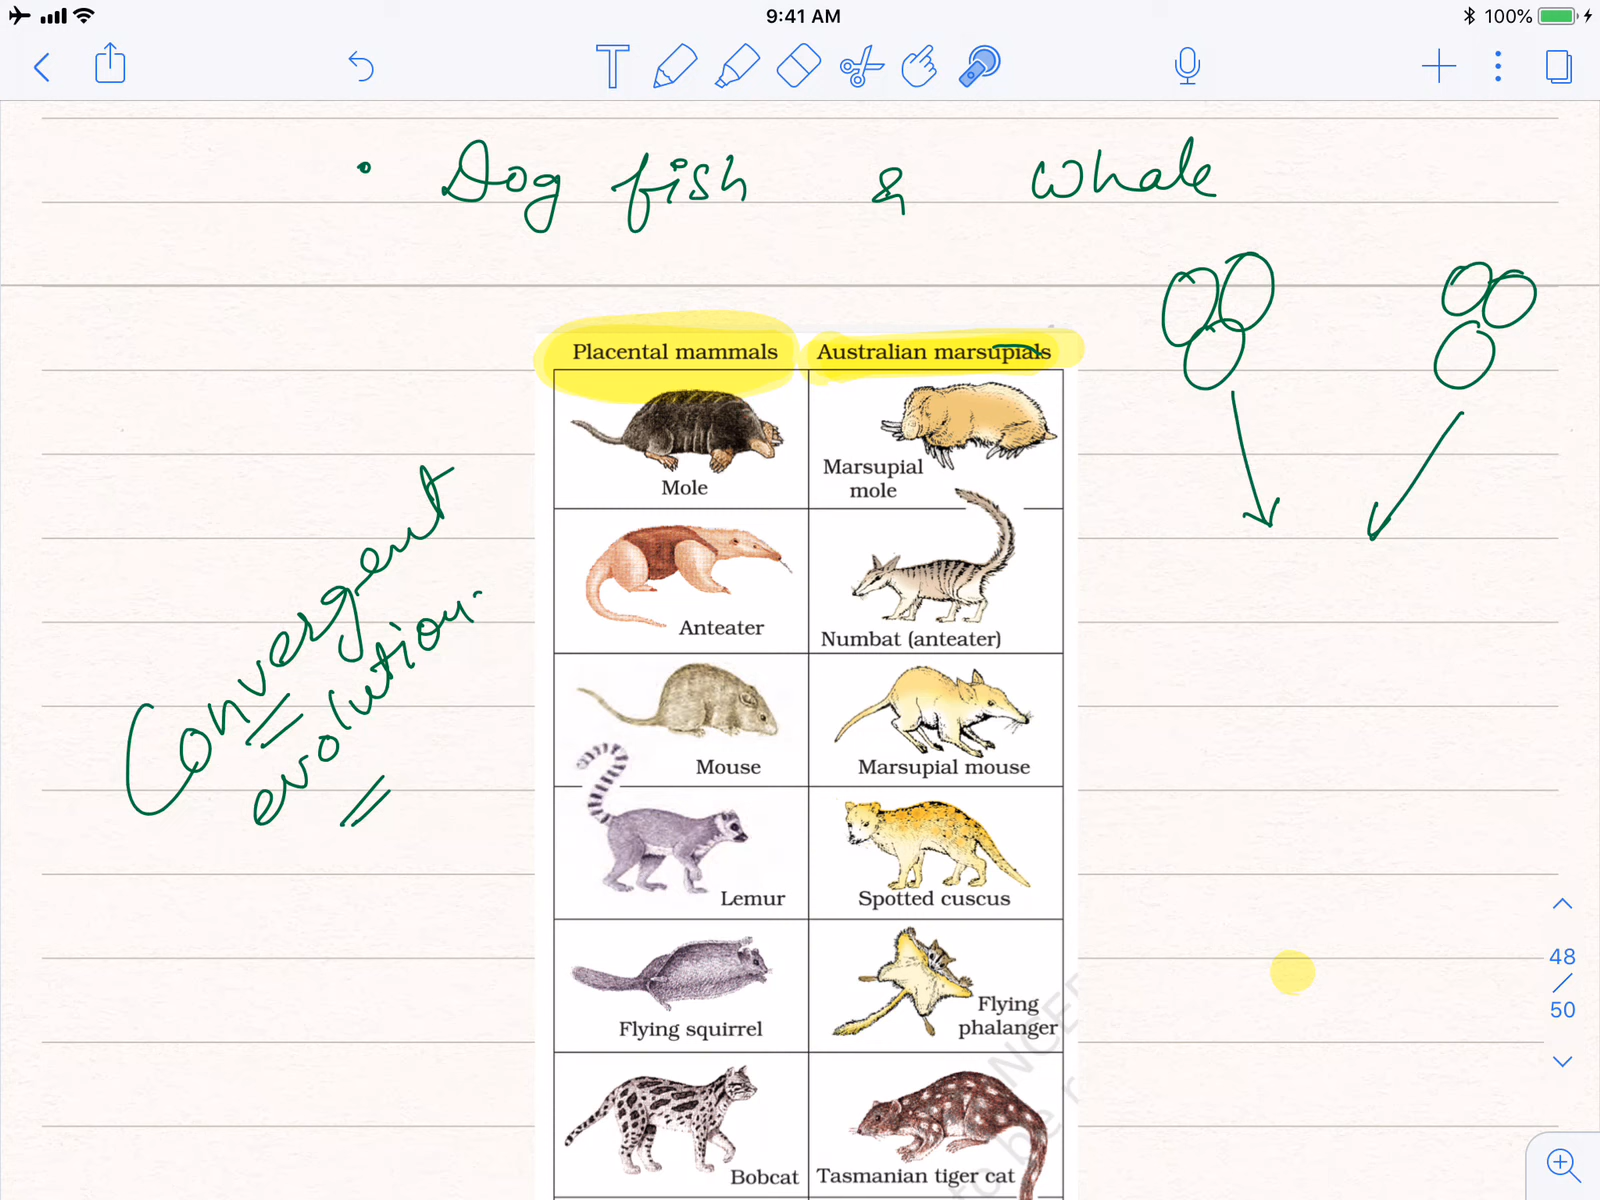 9:41 AM
100%
T
• Dog fish & whale
Placental mammals Australian marsupials
Mole
Marsupial
mole
Anteater
Numbat (anteater)
Mouse
Marsupial mouse
Lemur
Spotted cuscus
Flying squirrel
Flying
phalanger
Bobcat
Tasmanian tiger cat
Convergent
evolution.
48
/
50